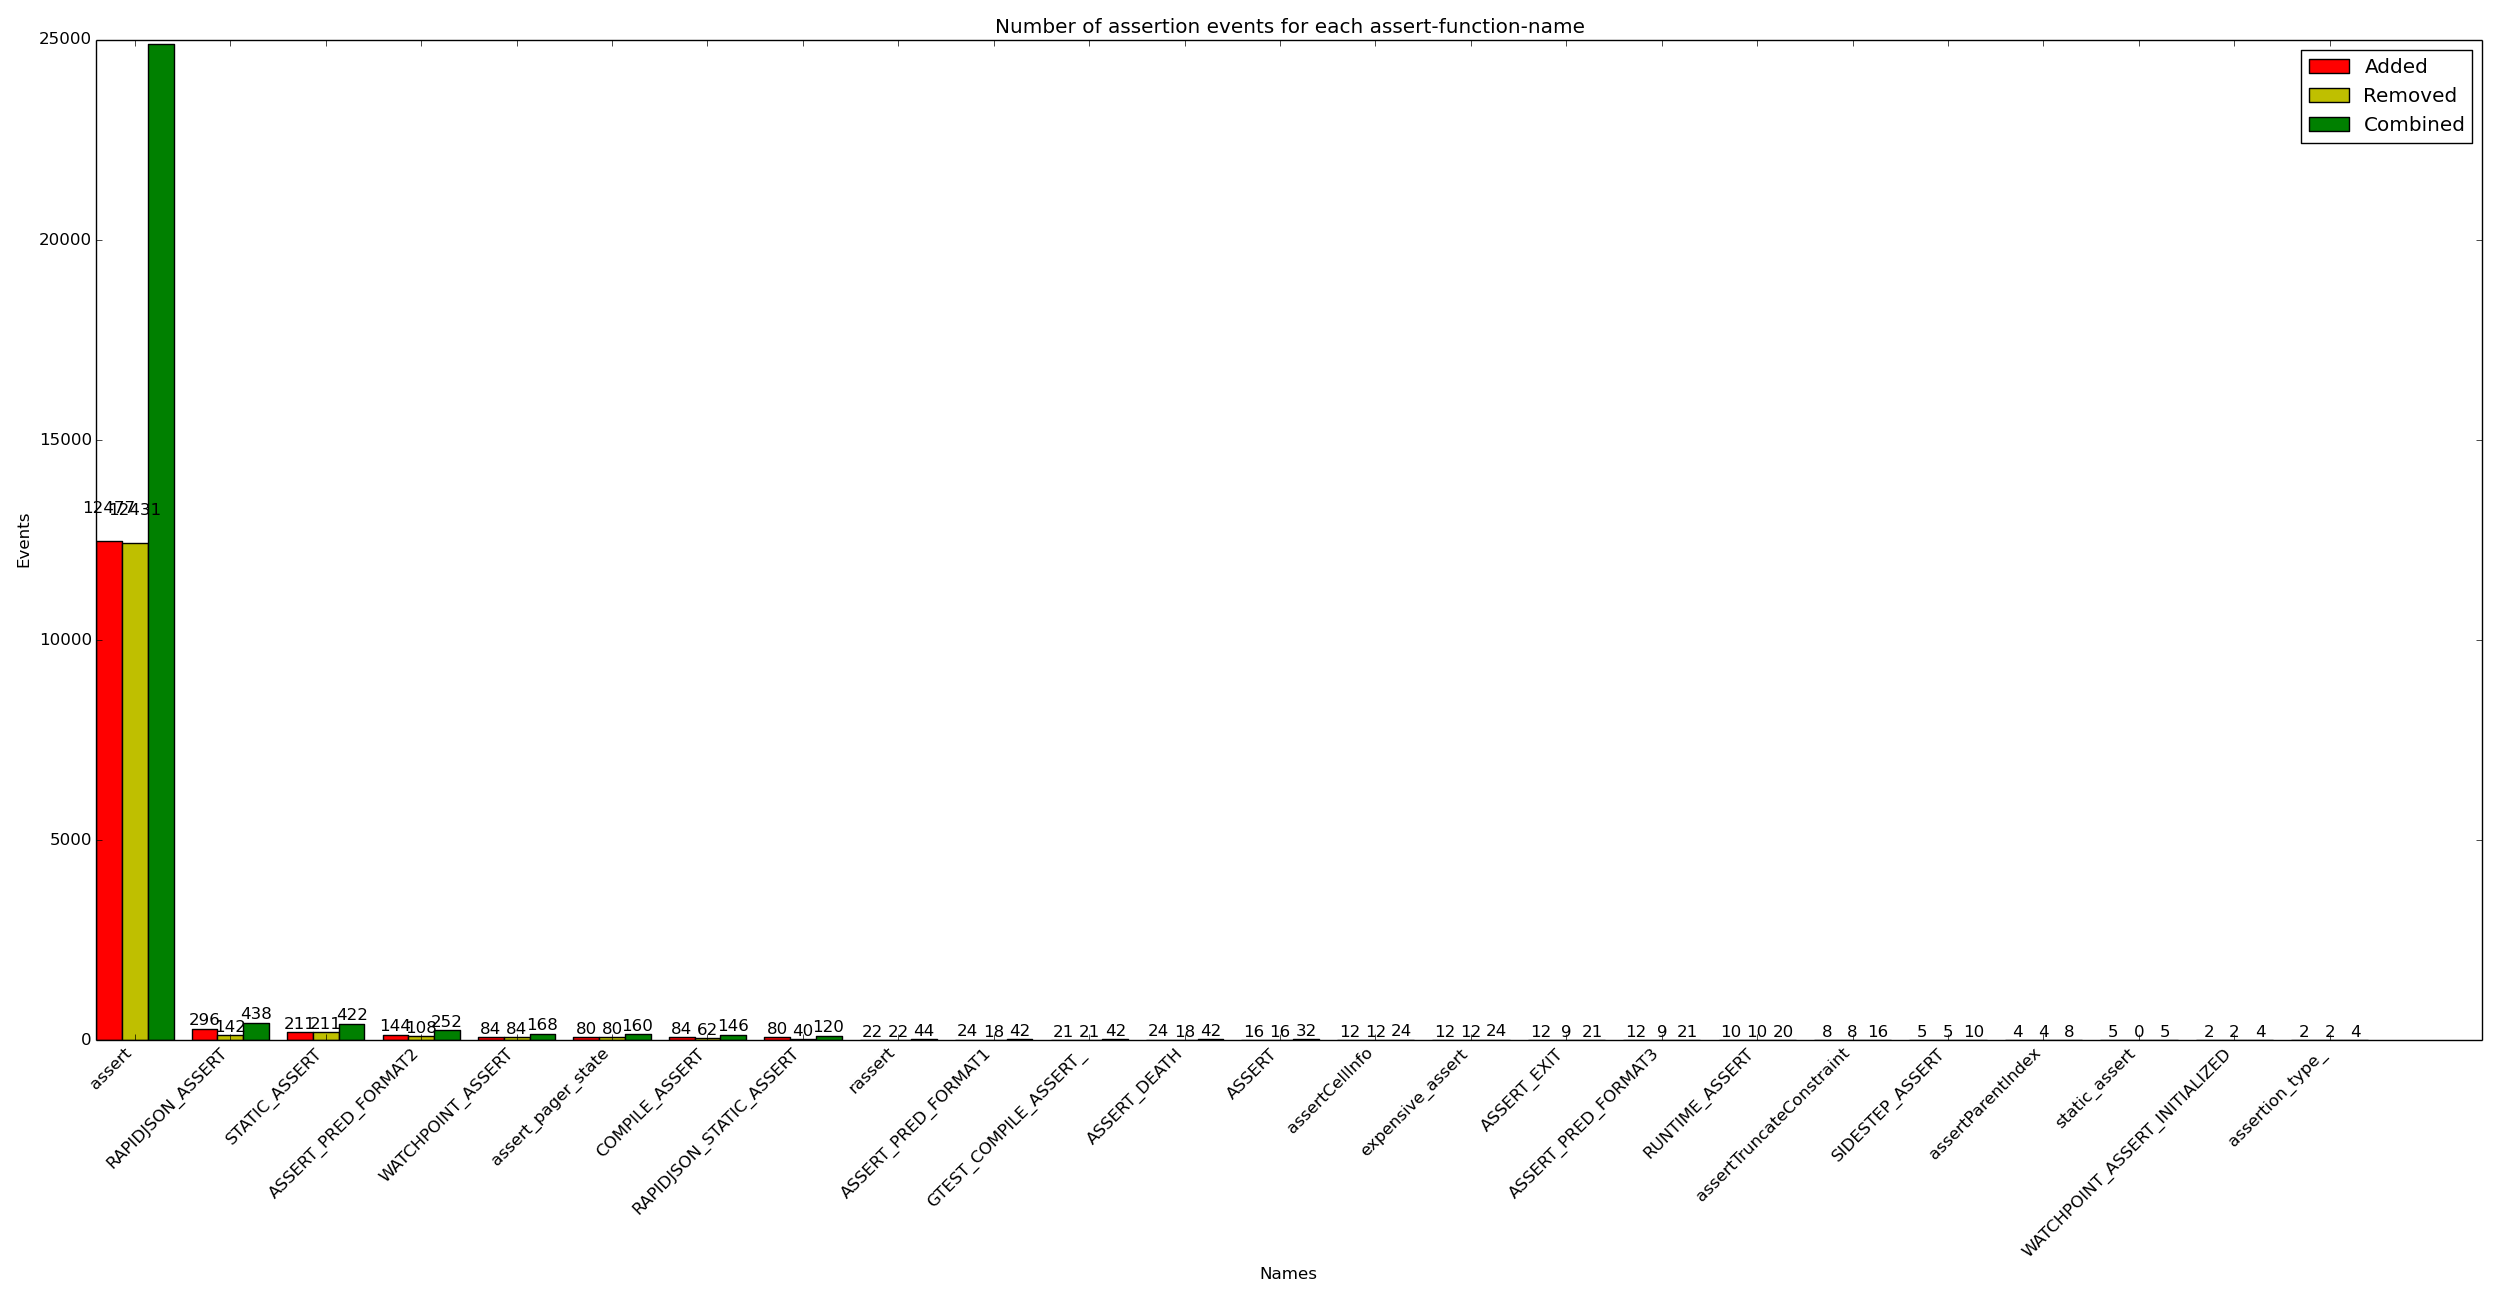 Number of assertion events for each assert-function-name
25000
20000
15000
10000
5000
0
Events
Added
Removed
Combined
12477 12431
296 142 438
211 211 422
144 108 252
84 84 168
80 80 160
84 62 146
80 40 120
22 22 44
24 18 42
21 21 42
24 18 42
16 16 32
12 12 24
12 12 24
12 9 21
12 9 21
10 10 20
8 8 16
5 5 10
4 4 8
5 0 5
2 2 4
2 2 4
assert
RAPIDJSON_ASSERT
STATIC_ASSERT
ASSERT_PRED_FORMAT2
WATCHPOINT_ASSERT
assert_pager_state
COMPILE_ASSERT
RAPIDJSON_STATIC_ASSERT
rassert
ASSERT_PRED_FORMAT1
GTEST_COMPILE_ASSERT_
ASSERT_DEATH
ASSERT
assertCellInfo
expensive_assert
ASSERT_EXIT
ASSERT_PRED_FORMAT3
RUNTIME_ASSERT
assertTruncateConstraint
SIDESTEP_ASSERT
assertParentIndex
static_assert
WATCHPOINT_ASSERT_INITIALIZED
assertion_type_
Names